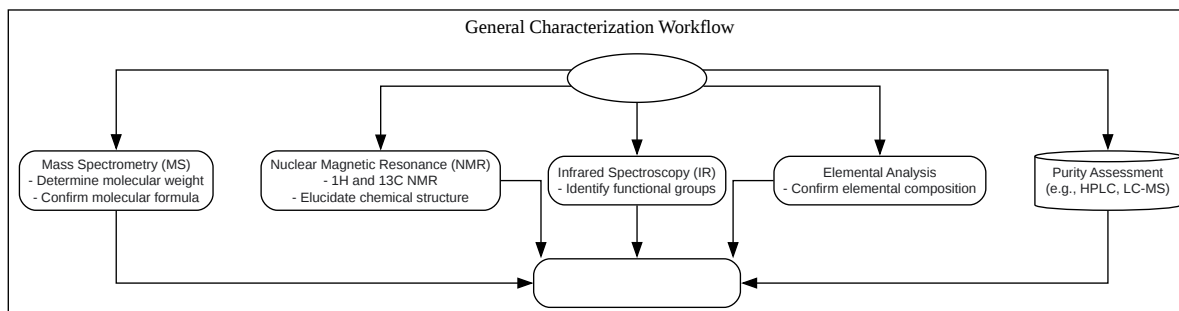 General Characterization Workflow
Mass Spectrometry (MS)
- Determine molecular weight
- Confirm molecular formula
Nuclear Magnetic Resonance (NMR)
- 1H and 13C NMR
- Elucidate chemical structure
Infrared Spectroscopy (IR)
- Identify functional groups
Elemental Analysis
- Confirm elemental composition
Purity Assessment
(e.g., HPLC, LC-MS)